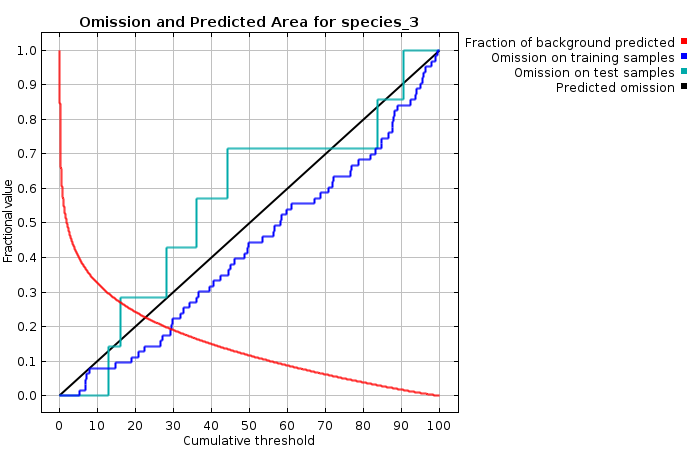 Omission and Predicted Area for species_3
Fraction of background predicted
Omission on training samples
Omission on test samples
Predicted omission
Fractional value
1.0
0.9
0.8
0.7
0.6
0.5
0.4
0.3
0.2
0.1
0.0
0 10 20 30 40 50 60 70 80 90 100
Cumulative threshold